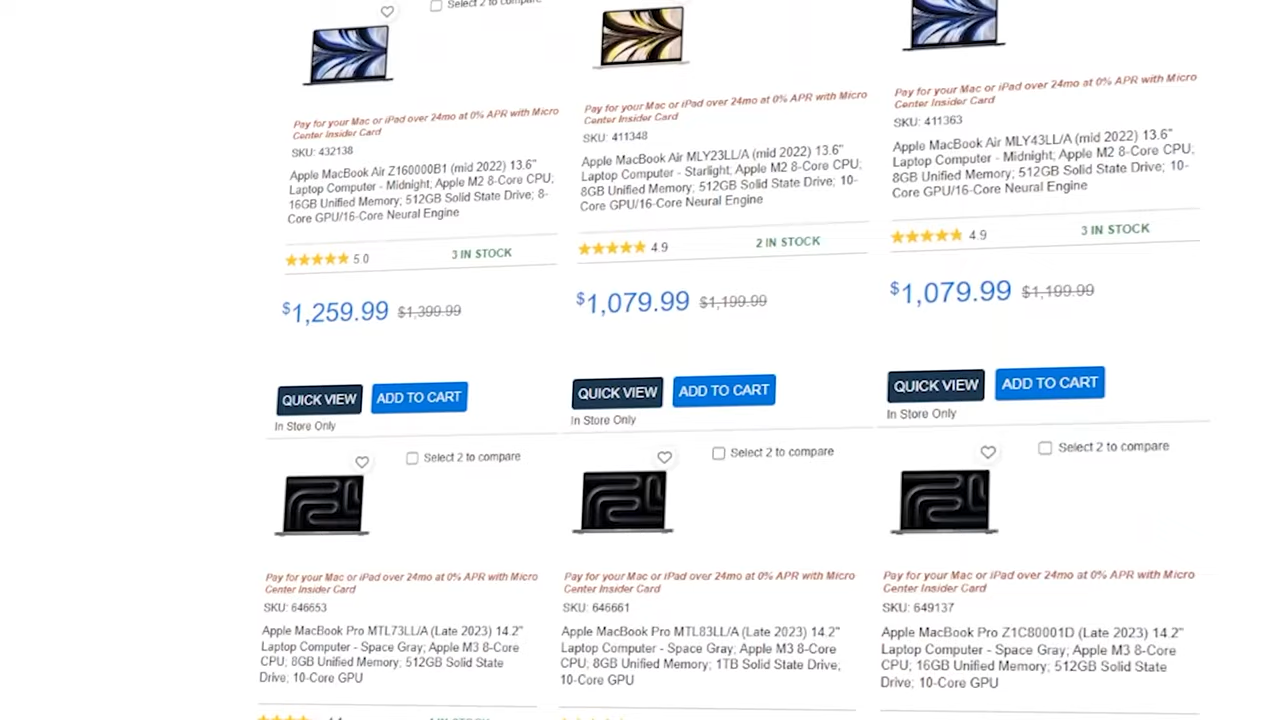 Select 2 to compare
Pay for your Mac or iPad over 24mo at 0% APR with Micro
Center Insider Card
SKU: 432138
Apple MacBook Air Z160000B1 (mid 2022) 13.6"
Laptop Computer - Midnight; Apple M2 8-Core CPU;
16GB Unified Memory; 512GB Solid State Drive; 8-
Core GPU/16-Core Neural Engine
5.0
3 IN STOCK
$1,259.99 $1,399.99
QUICK VIEW
ADD TO CART
In Store Only
Pay for your Mac or iPad over 24mo at 0% APR with Micro
Center Insider Card
SKU: 411348
Apple MacBook Air MLY23LL/A (mid 2022) 13.6"
Laptop Computer - Starlight; Apple M2 8-Core CPU;
8GB Unified Memory; 512GB Solid State Drive; 10-
Core GPU/16-Core Neural Engine
4.9
2 IN STOCK
$1,079.99 $1,199.99
QUICK VIEW
ADD TO CART
In Store Only
Pay for your Mac or iPad over 24mo at 0% APR with Micro
Center Insider Card
SKU: 411363
Apple MacBook Air MLY43LL/A (mid 2022) 13.6"
Laptop Computer - Midnight; Apple M2 8-Core CPU;
8GB Unified Memory; 512GB Solid State Drive; 10-
Core GPU/16-Core Neural Engine
4.9
3 IN STOCK
$1,079.99 $1,199.99
QUICK VIEW
ADD TO CART
In Store Only
Select 2 to compare
Pay for your Mac or iPad over 24mo at 0% APR with Micro
Center Insider Card
SKU: 646653
Apple MacBook Pro MTL73LL/A (Late 2023) 14.2"
Laptop Computer - Space Gray; Apple M3 8-Core
CPU; 8GB Unified Memory; 512GB Solid State
Drive; 10-Core GPU
Select 2 to compare
Pay for your Mac or iPad over 24mo at 0% APR with Micro
Center Insider Card
SKU: 646661
Apple MacBook Pro MTL83LL/A (Late 2023) 14.2"
Laptop Computer - Space Gray; Apple M3 8-Core
CPU; 8GB Unified Memory; 1TB Solid State Drive,
10-Core GPU
Select 2 to compare
Pay for your Mac or iPad over 24mo at 0% APR with Micro
Center Insider Card
SKU: 649137
Apple MacBook Pro Z1C80001D (Late 2023) 14.2"
Laptop Computer - Space Gray; Apple M3 8-Core
CPU; 16GB Unified Memory; 512GB Solid State
Drive; 10-Core GPU